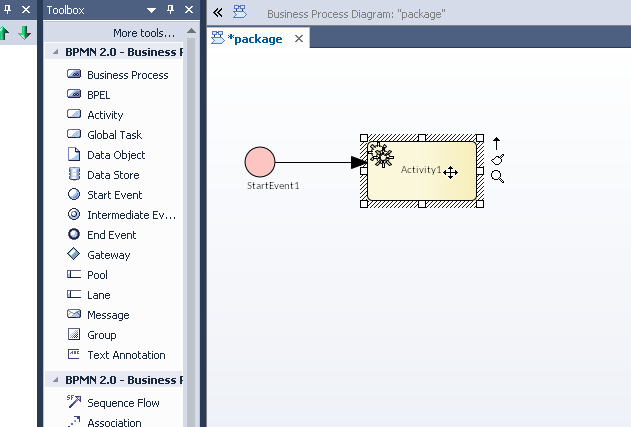 Toolbox
More tools...
BPMN 2.0 - Business P
Business Process
BPEL
Activity
Global Task
Data Object
Data Store
Start Event
Intermediate Ev...
End Event
Gateway
Pool
Lane
Message
Group
Text Annotation
BPMN 2.0 - Business P
Sequence Flow
Association
Business Process Diagram: "package"
*package
StartEvent1
Activity1